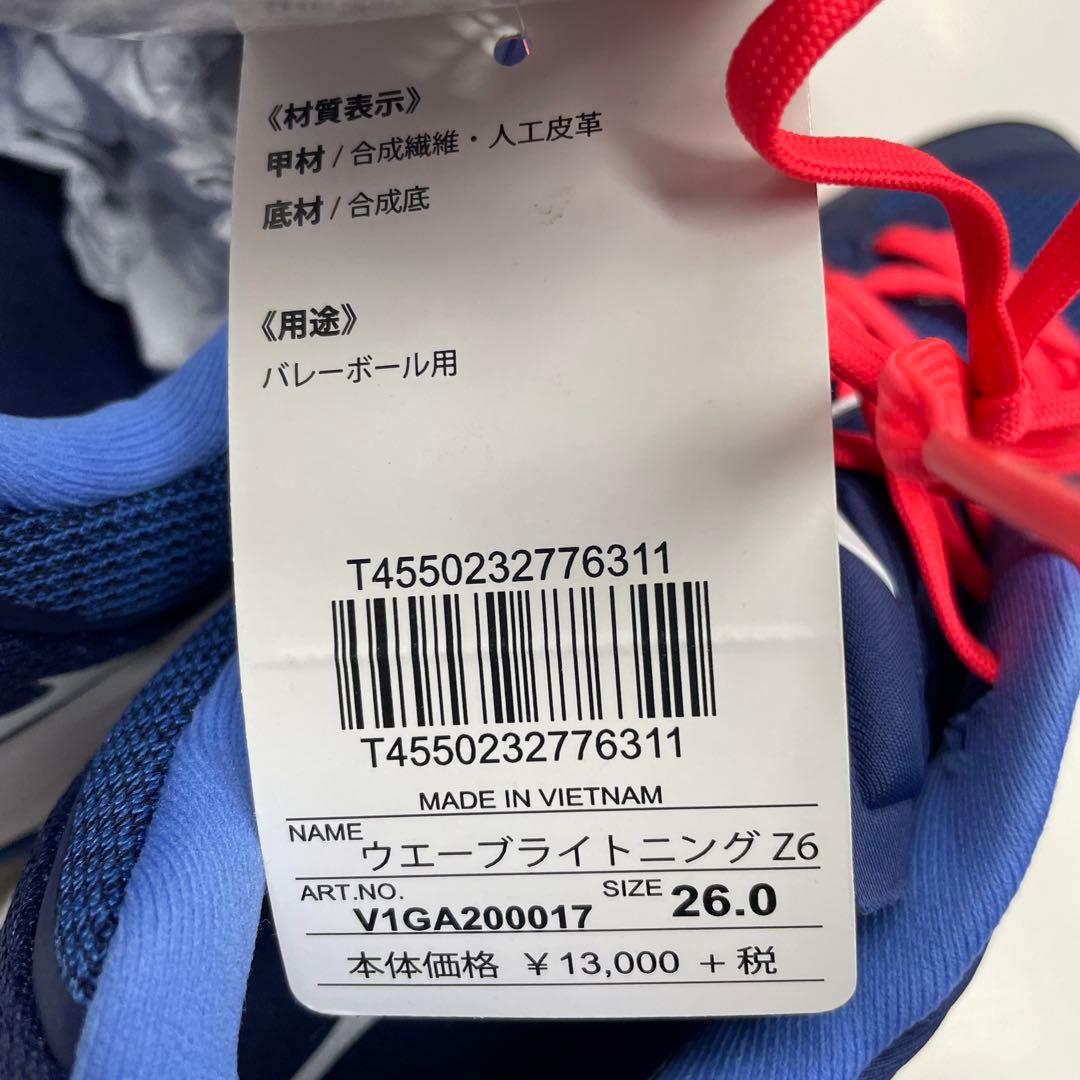 《材質表示》
甲材 / 合成繊維・人工皮革
底材 / 合成底
《用途》
バレーボール用
T4550232776311
T4550232776311
MADE IN VIETNAM
NAME ウエーブライトニング Z6
ART.NO. V1GA200017 SIZE 26.0
本体価格 ¥13,000 + 税